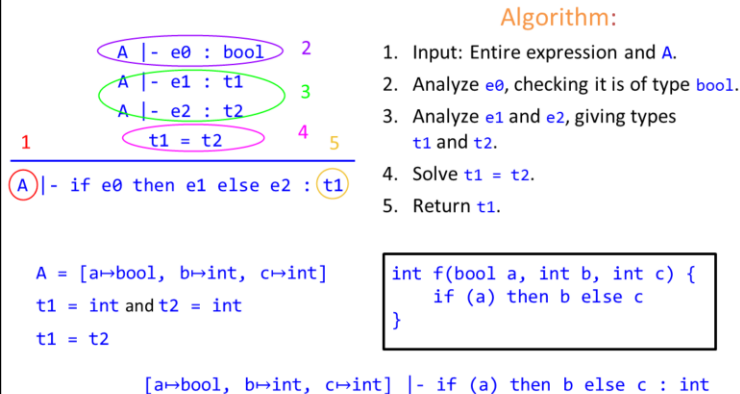 Algorithm:
A |- e0 : bool 2
A |- e1 : t1
3
A |- e2 : t2
t1 = t2 4
1 5
A |- if e0 then e1 else e2 : t1
1. Input: Entire expression and A.
2. Analyze e0, checking it is of type bool.
3. Analyze e1 and e2, giving types
t1 and t2.
4. Solve t1 = t2.
5. Return t1.
A = [a↦bool, b↦int, c↦int]
t1 = int and t2 = int
t1 = t2
int f(bool a, int b, int c) {
if (a) then b else c
}
[a↦bool, b↦int, c↦int] |- if (a) then b else c : int